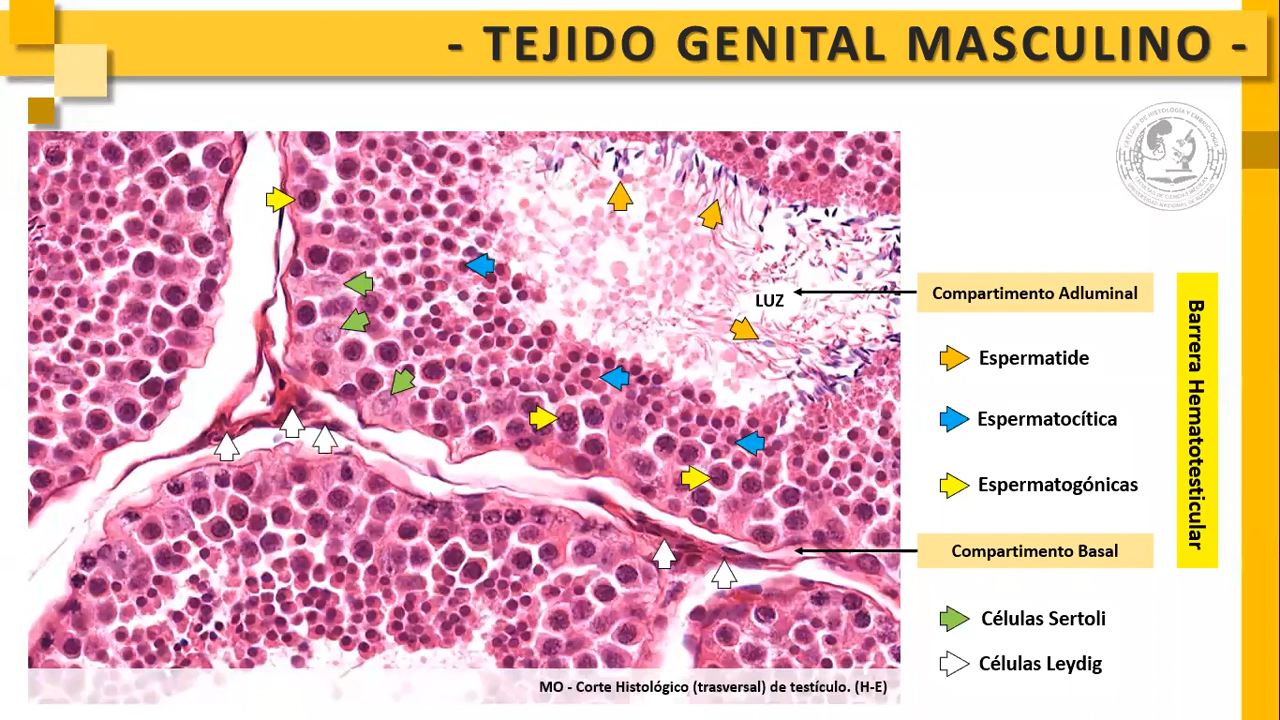 - TEJIDO GENITAL MASCULINO -
LUZ
Compartimento Adluminal
Espermatide
Espermatocítica
Espermatogónicas
Compartimento Basal
Células Sertoli
Células Leydig
Barrera Hematotesticular
MO - Corte Histológico (trasversal) de testículo. (H-E)